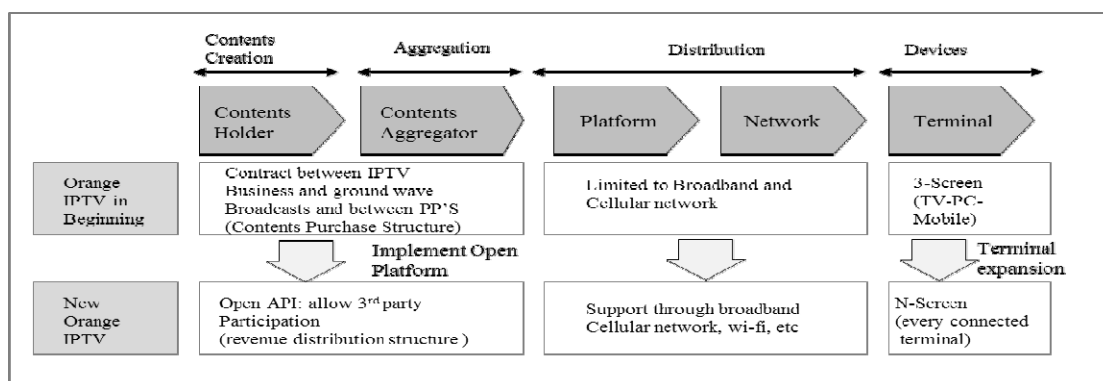 Contents
Creation
Aggregation
Distribution
Devices
Contents
Holder
Contents
Aggregator
Platform
Network
Terminal
Orange
IPTV in
Beginning
Contract between IPTV
Business and ground wave
Broadcasts and between PP'S
(Contents Purchase Structure)
Limited to Broadband and
Cellular network
3-Screen
(TV-PC-
Mobile)
Implement Open
Platform
Terminal
expansion
New
Orange
IPTV
Open API: allow 3rd party
Participation
(revenue distribution structure )
Support through broadband
Cellular network, wi-fi, etc
N-Screen
(every connected
terminal)